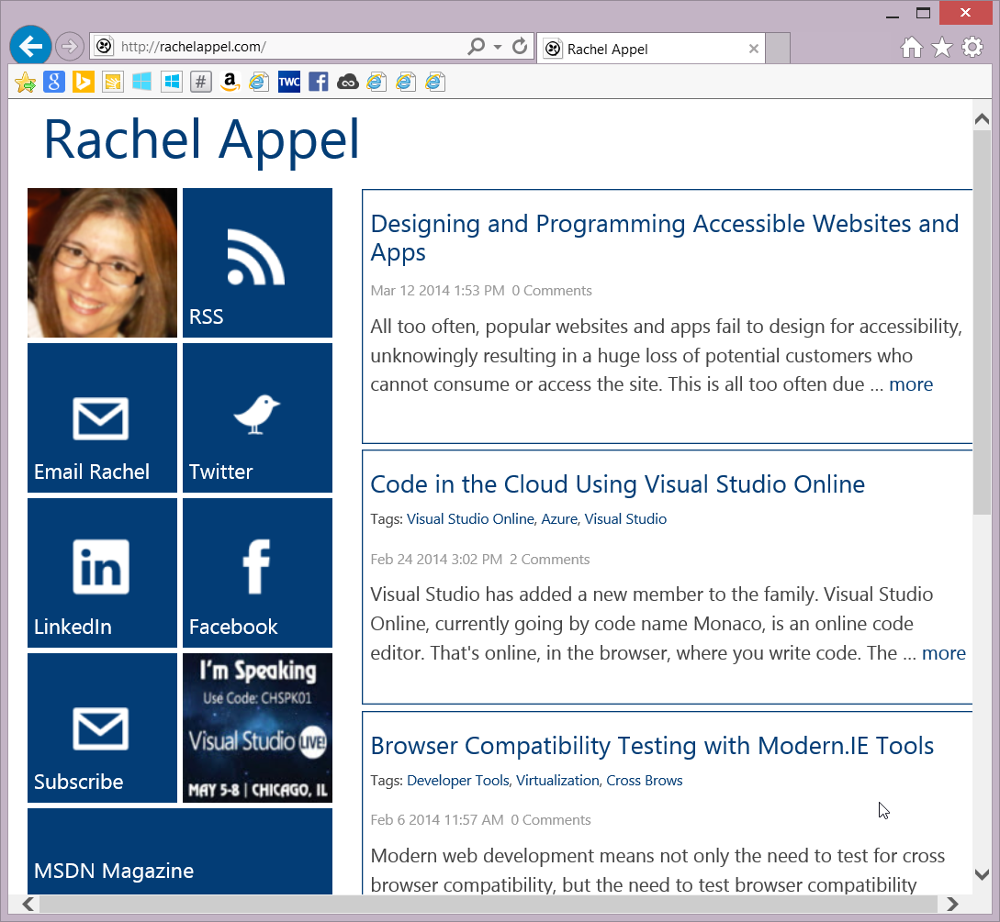 http://rachelappel.com/
Rachel Appel
#
TWC
Rachel Appel
RSS
Email Rachel
Twitter
LinkedIn
Facebook
Subscribe
I'm Speaking
Use Code: CHSPK01
Visual Studio LIVE!
MAY 5-8 | CHICAGO, IL
MSDN Magazine
Designing and Programming Accessible Websites and
Apps
Mar 12 2014 1:53 PM 0 Comments
All too often, popular websites and apps fail to design for accessibility,
unknowingly resulting in a huge loss of potential customers who
cannot consume or access the site. This is all too often due ... more
Code in the Cloud Using Visual Studio Online
Tags: Visual Studio Online, Azure, Visual Studio
Feb 24 2014 3:02 PM 2 Comments
Visual Studio has added a new member to the family. Visual Studio
Online, currently going by code name Monaco, is an online code
editor. That's online, in the browser, where you write code. The ... more
Browser Compatibility Testing with Modern.IE Tools
Tags: Developer Tools, Virtualization, Cross Brows
Feb 6 2014 11:57 AM 0 Comments
Modern web development means not only the need to test for cross
browser compatibility, but the need to test browser compatibility